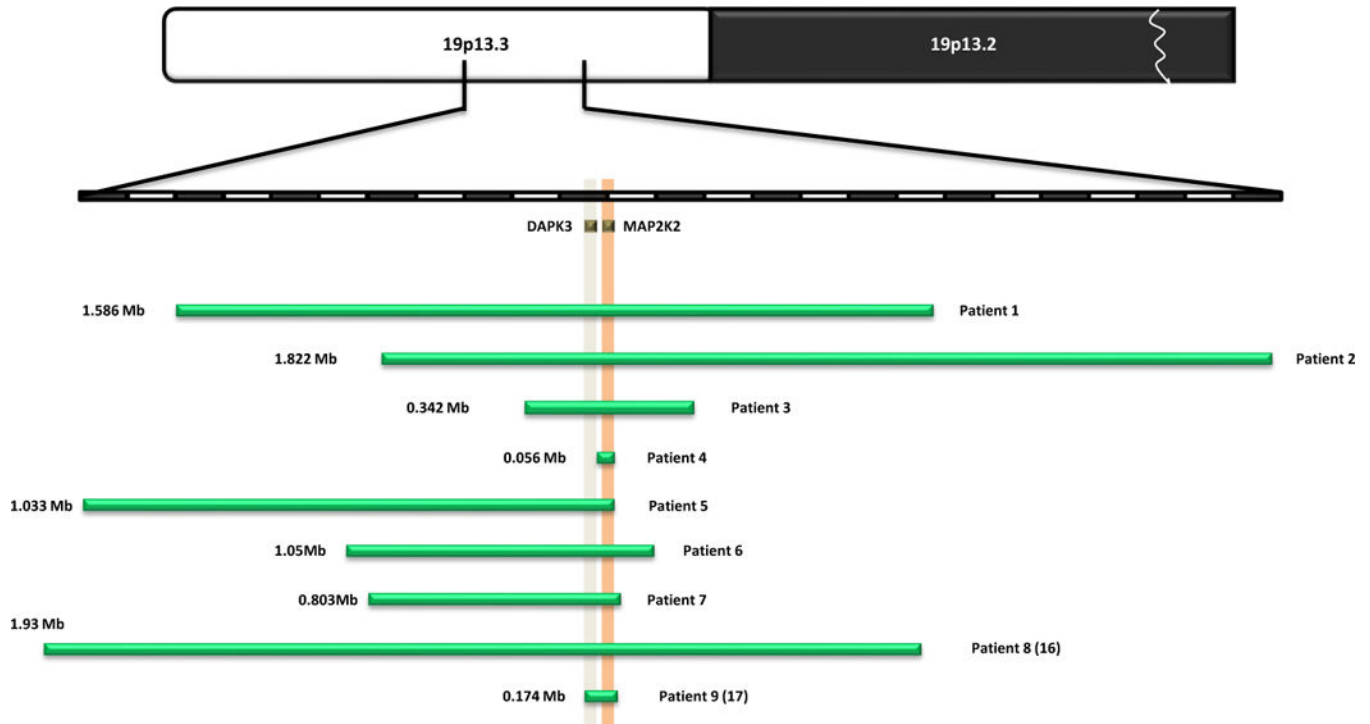 19p13.3
19p13.2
DAPK3
MAP2K2
1.586 Mb
Patient 1
1.822 Mb
Patient 2
0.342 Mb
Patient 3
0.056 Mb
Patient 4
1.033 Mb
Patient 5
1.05Mb
Patient 6
0.803Mb
Patient 7
1.93 Mb
Patient 8 (16)
0.174 Mb
Patient 9 (17)